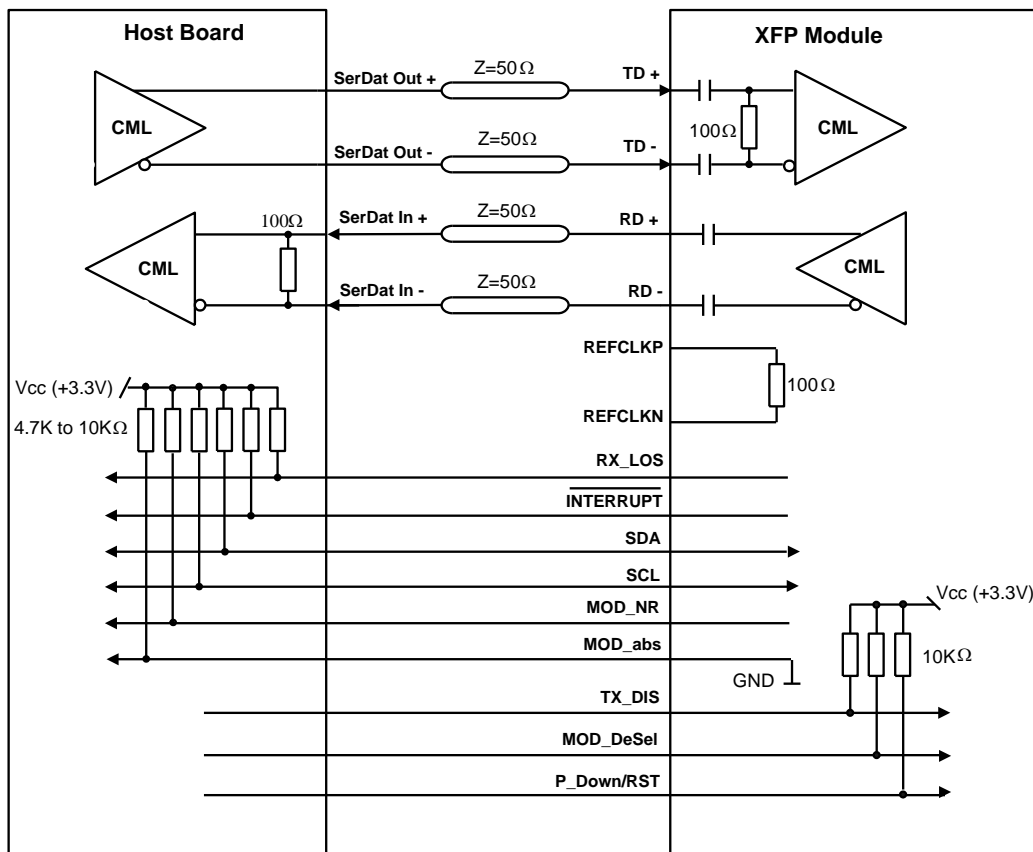 Host Board
XFP Module
SerDat Out +
Z=50Ω
TD +
CML
100Ω
CML
SerDat Out -
Z=50Ω
TD -
100Ω
SerDat In +
Z=50Ω
RD +
CML
CML
SerDat In -
Z=50Ω
RD -
REFCLKP
100Ω
REFCLKN
Vcc (+3.3V)
4.7K to 10KΩ
RX_LOS
INTERRUPT
SDA
SCL
MOD_NR
Vcc (+3.3V)
MOD_abs
10KΩ
GND
TX_DIS
MOD_DeSel
P_Down/RST